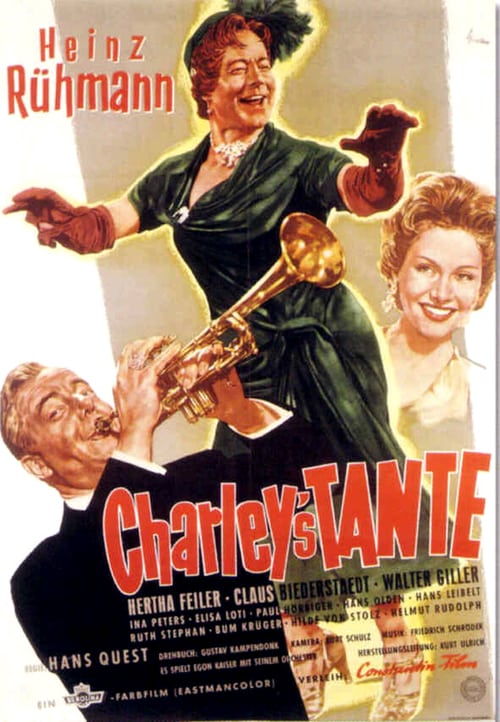 Heinz
Rühmann
Charley's TANTE
HERTHA FEILER · CLAUS BIEDERSTAEDT · WALTER GILLER
INA PETERS · ELISA LOTI · PAUL HÖRBIGER · HANS OLDEN · HANS LEIBELT
RUTH STEPHAN · BUM KRÜGER · HILDE VON STOLZ · HELMUT RUDOLPH
REGIE: HANS QUEST DREHBUCH: GUSTAV KAMPENDONK KAMERA: KURT SCHULZ MUSIK: FRIEDRICH SCHRÖDER
ES SPIELT EGON KAISER MIT SEINEM ORCHESTER HERSTELLUNGSLEITUNG: KURT ULRICH
EIN BEROLINA -FARBFILM (EASTMANCOLOR) VERLEIH: Constantin-Film